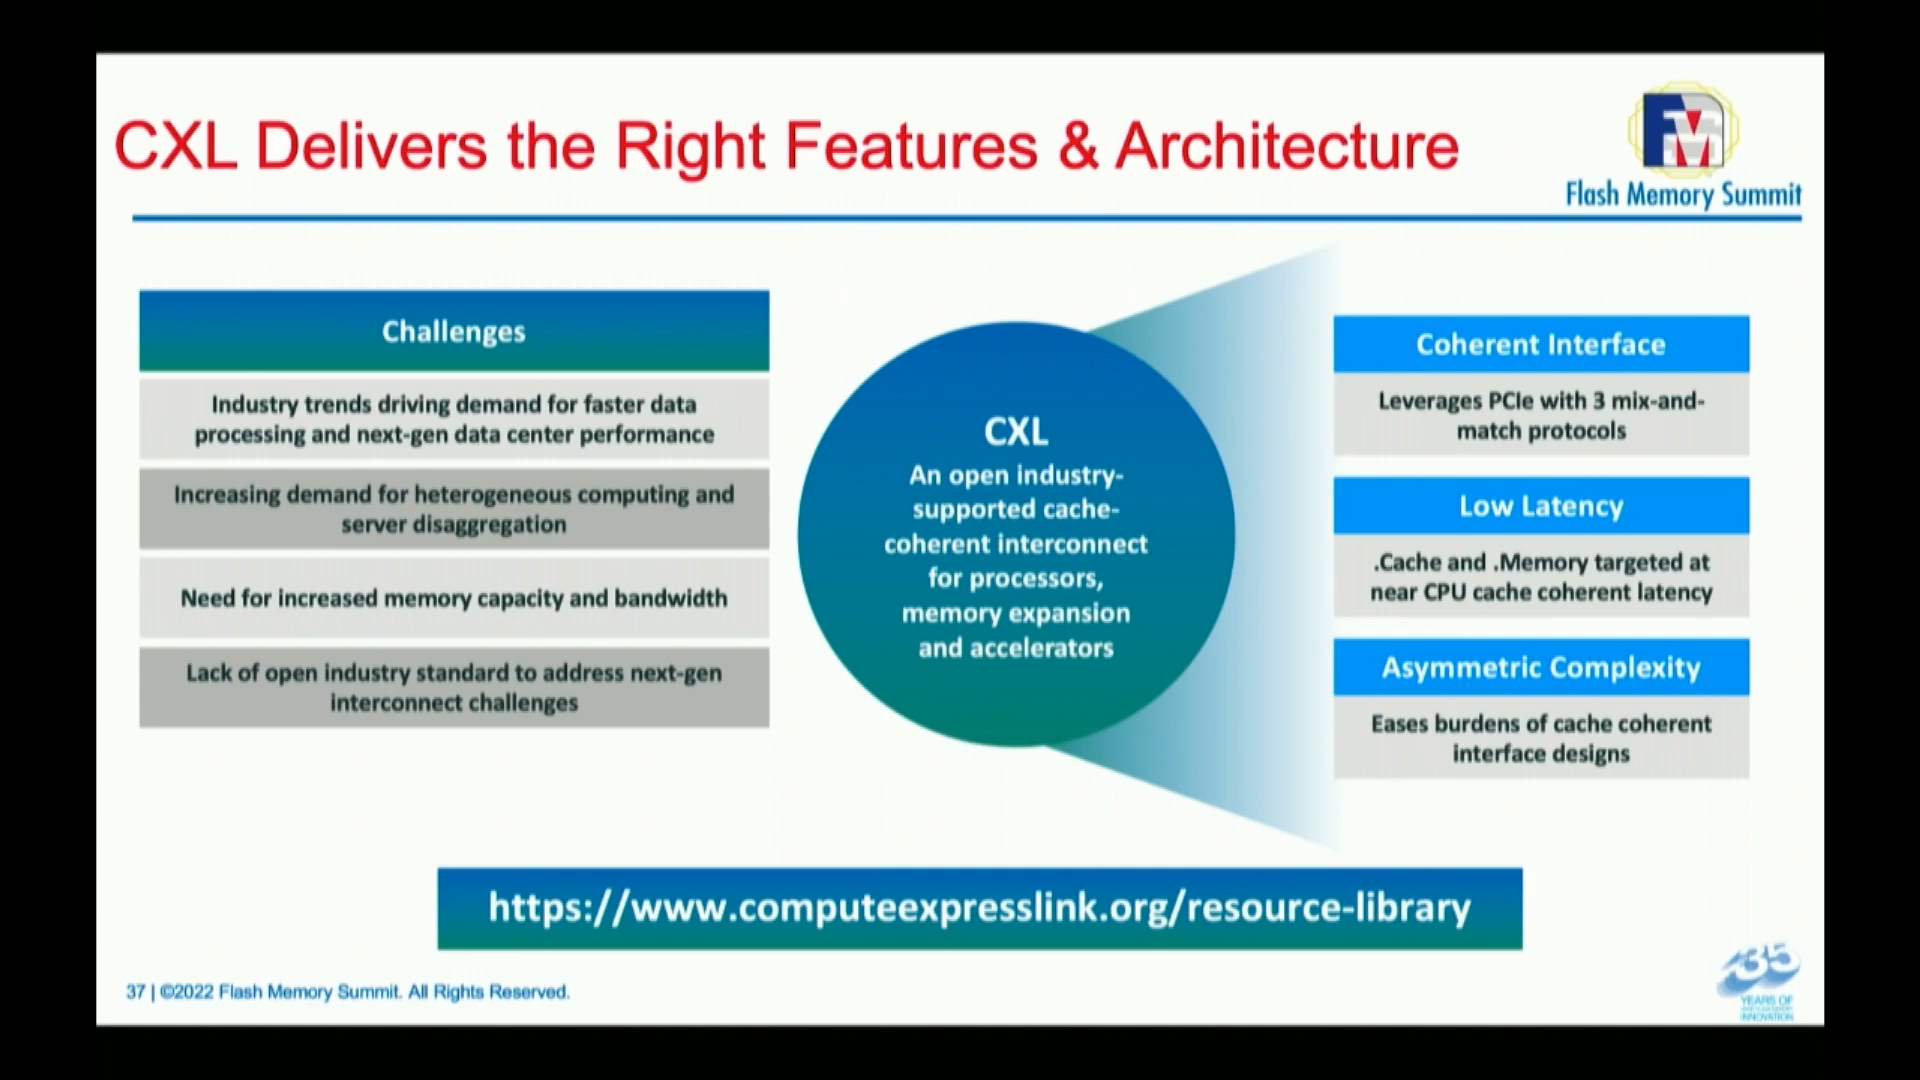 CXL Delivers the Right Features & Architecture
Flash Memory Summit
Challenges
Industry trends driving demand for faster data
processing and next-gen data center performance
Increasing demand for heterogeneous computing and
server disaggregation
Need for increased memory capacity and bandwidth
Lack of open industry standard to address next-gen
interconnect challenges
CXL
An open industry-
supported cache-
coherent interconnect
for processors,
memory expansion
and accelerators
Coherent Interface
Leverages PCIe with 3 mix-and-
match protocols
Low Latency
.Cache and .Memory targeted at
near CPU cache coherent latency
Asymmetric Complexity
Eases burdens of cache coherent
interface designs
https://www.computeexpresslink.org/resource-library
37 | ©2022 Flash Memory Summit. All Rights Reserved.
35
YEARS OF
INNOVATION